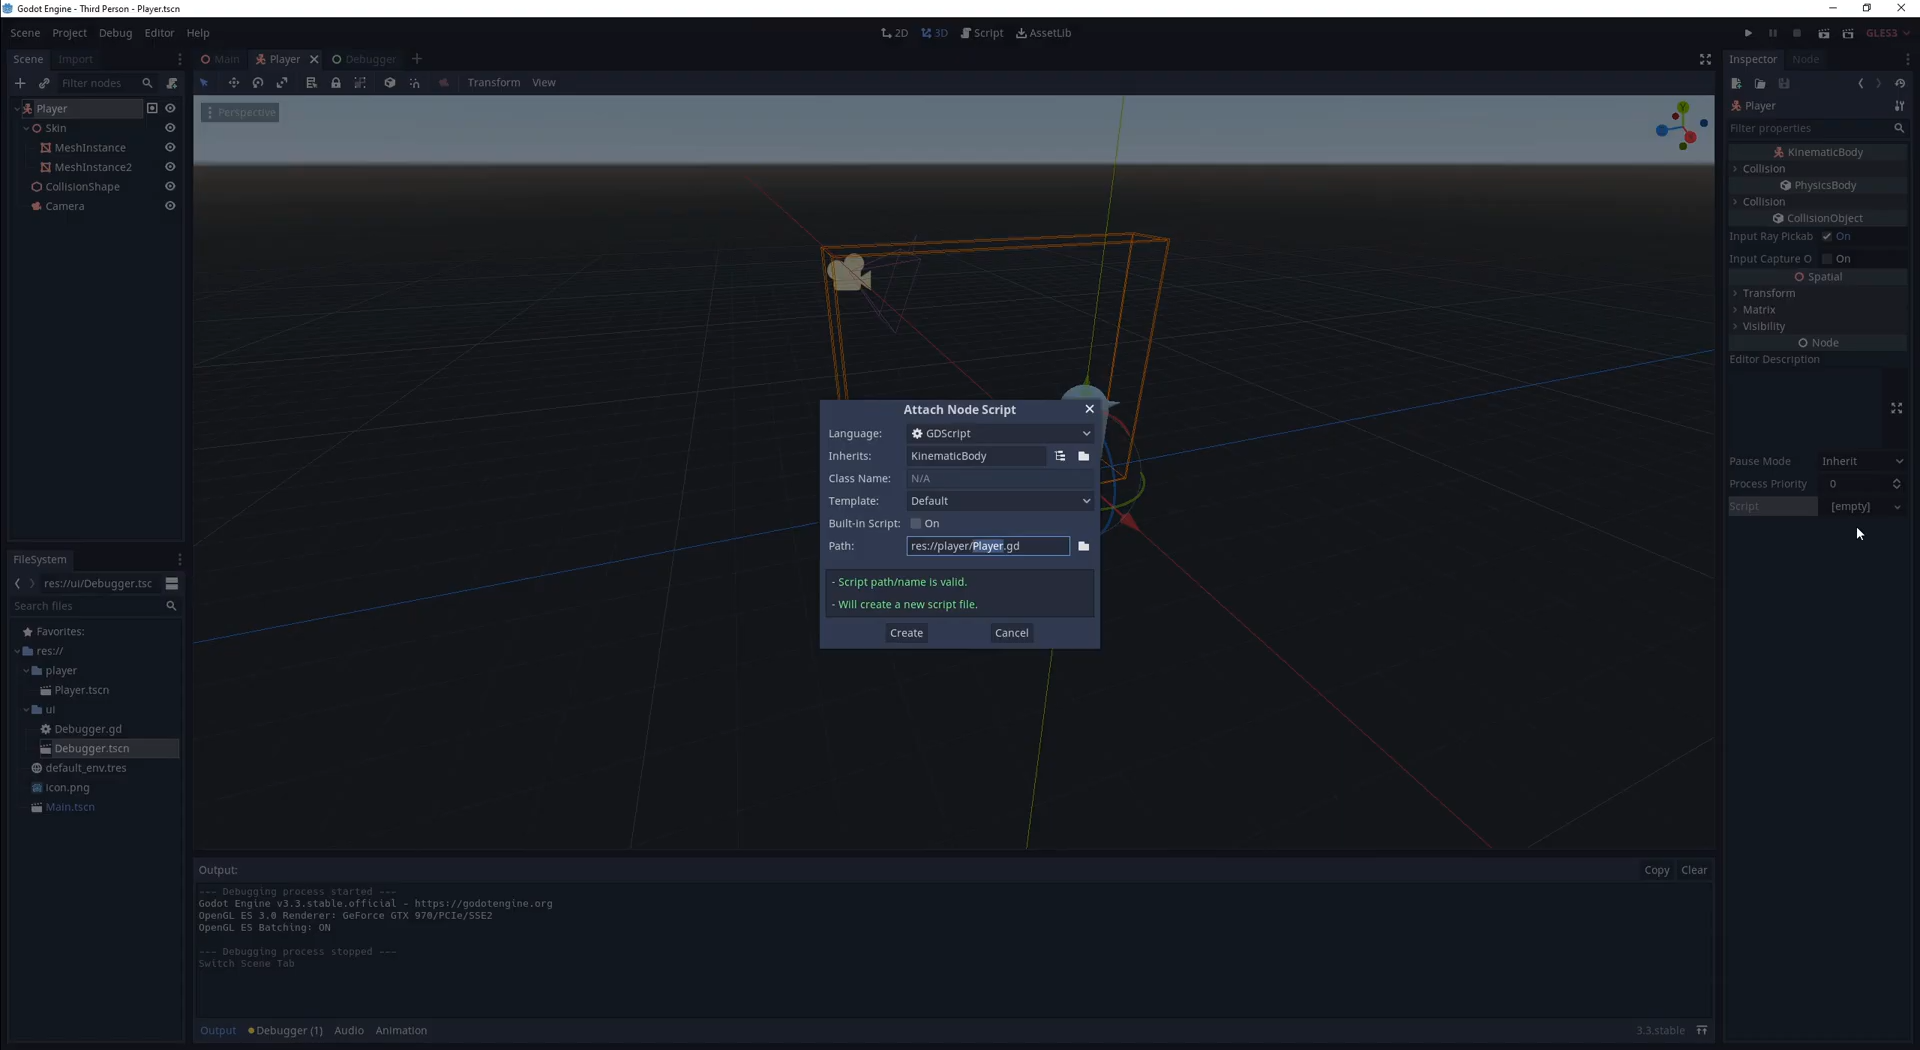 Godot Engine - Third Person - Player.tscn
Scene Project Debug Editor Help
2D 3D Script AssetLib
GLES3
Scene Import
Main Player Debugger
Inspector Node
Filter nodes
Transform View
Player
Skin
MeshInstance
MeshInstance2
CollisionShape
Camera
Perspective
Y
Player
Filter properties
KinematicBody
Collision
PhysicsBody
Collision
CollisionObject
Input Ray Pickab On
Input Capture O On
Spatial
Transform
Matrix
Visibility
Node
Editor Description
Pause Mode Inherit
Process Priority 0
Script [empty]
Attach Node Script
Language: GDScript
Inherits: KinematicBody
Class Name: N/A
Template: Default
Built-in Script: On
Path: res://player/Player.gd
- Script path/name is valid.
- Will create a new script file.
Create Cancel
FileSystem
res://ui/Debugger.tsc
Search files
Favorites:
res://
player
Player.tscn
ui
Debugger.gd
Debugger.tscn
default_env.tres
icon.png
Main.tscn
Output:
Copy Clear
--- Debugging process started ---
Godot Engine v3.3.stable.official - https://godotengine.org
OpenGL ES 3.0 Renderer: GeForce GTX 970/PCIe/SSE2
OpenGL ES Batching: ON
--- Debugging process stopped ---
Switch Scene Tab
Output Debugger (1) Audio Animation
3.3.stable